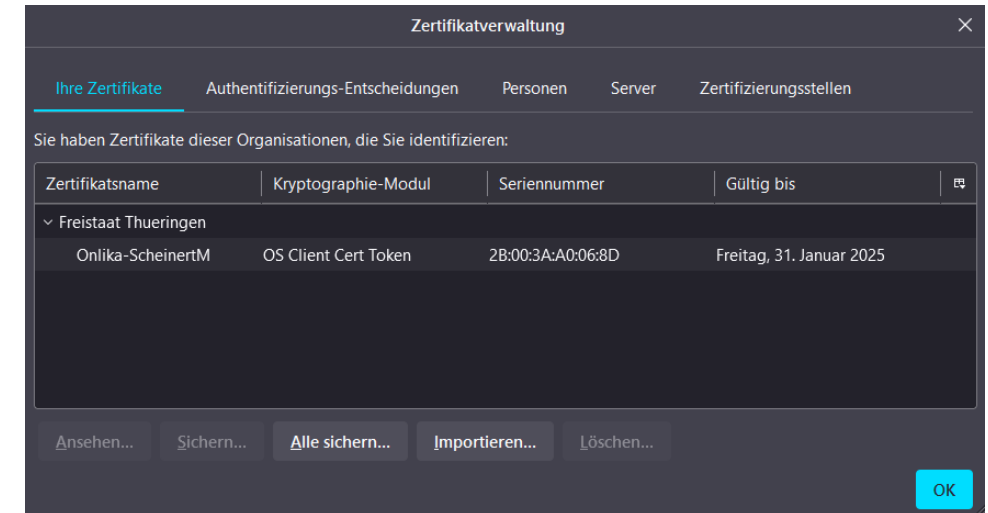 Zertifikatverwaltung
Ihre Zertifikate Authentifizierungs-Entscheidungen Personen Server Zertifizierungsstellen
Sie haben Zertifikate dieser Organisationen, die Sie identifizieren:
Zertifikatsname Kryptographie-Modul Seriennummer Gültig bis
Freistaat Thueringen
Onlika-ScheinertM OS Client Cert Token 2B:00:3A:A0:06:8D Freitag, 31. Januar 2025
Ansehen... Sichern... Alle sichern... Importieren... Löschen...
OK